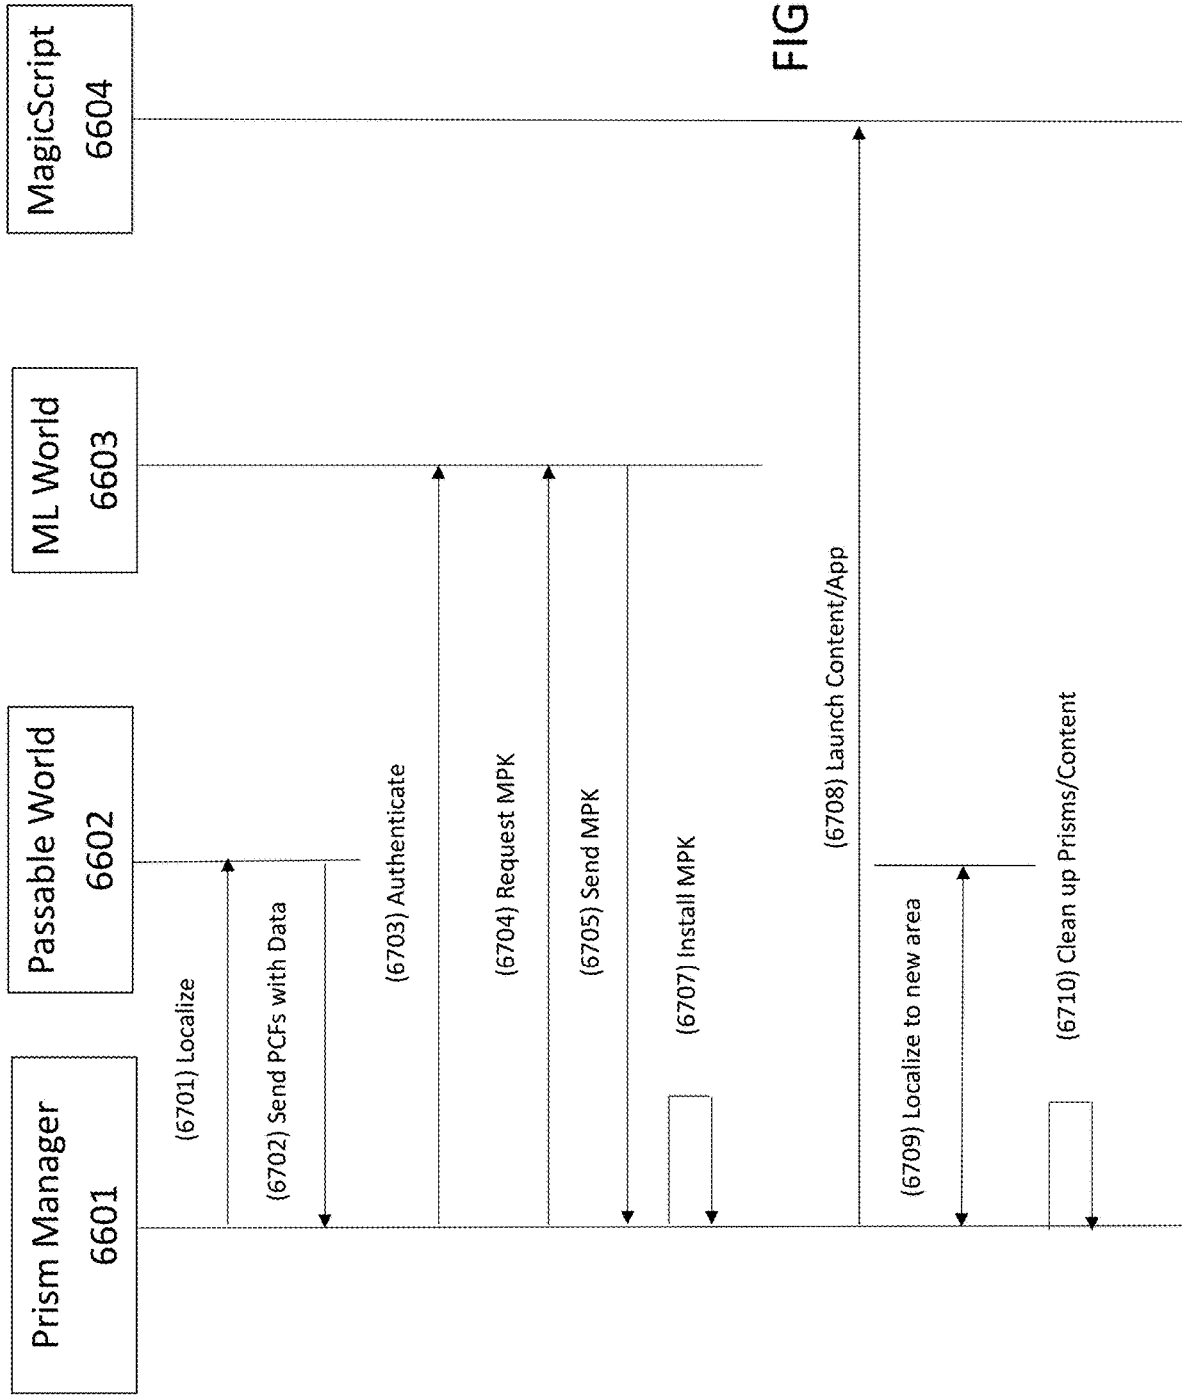 Prism Manager
6601
Passable World
6602
ML World
6603
MagicScript
6604
(6701) Localize
(6702) Send PCFs with Data
(6703) Authenticate
(6704) Request MPK
(6705) Send MPK
(6707) Install MPK
(6708) Launch Content/App
(6709) Localize to new area
(6710) Clean up Prisms/Content
FIG